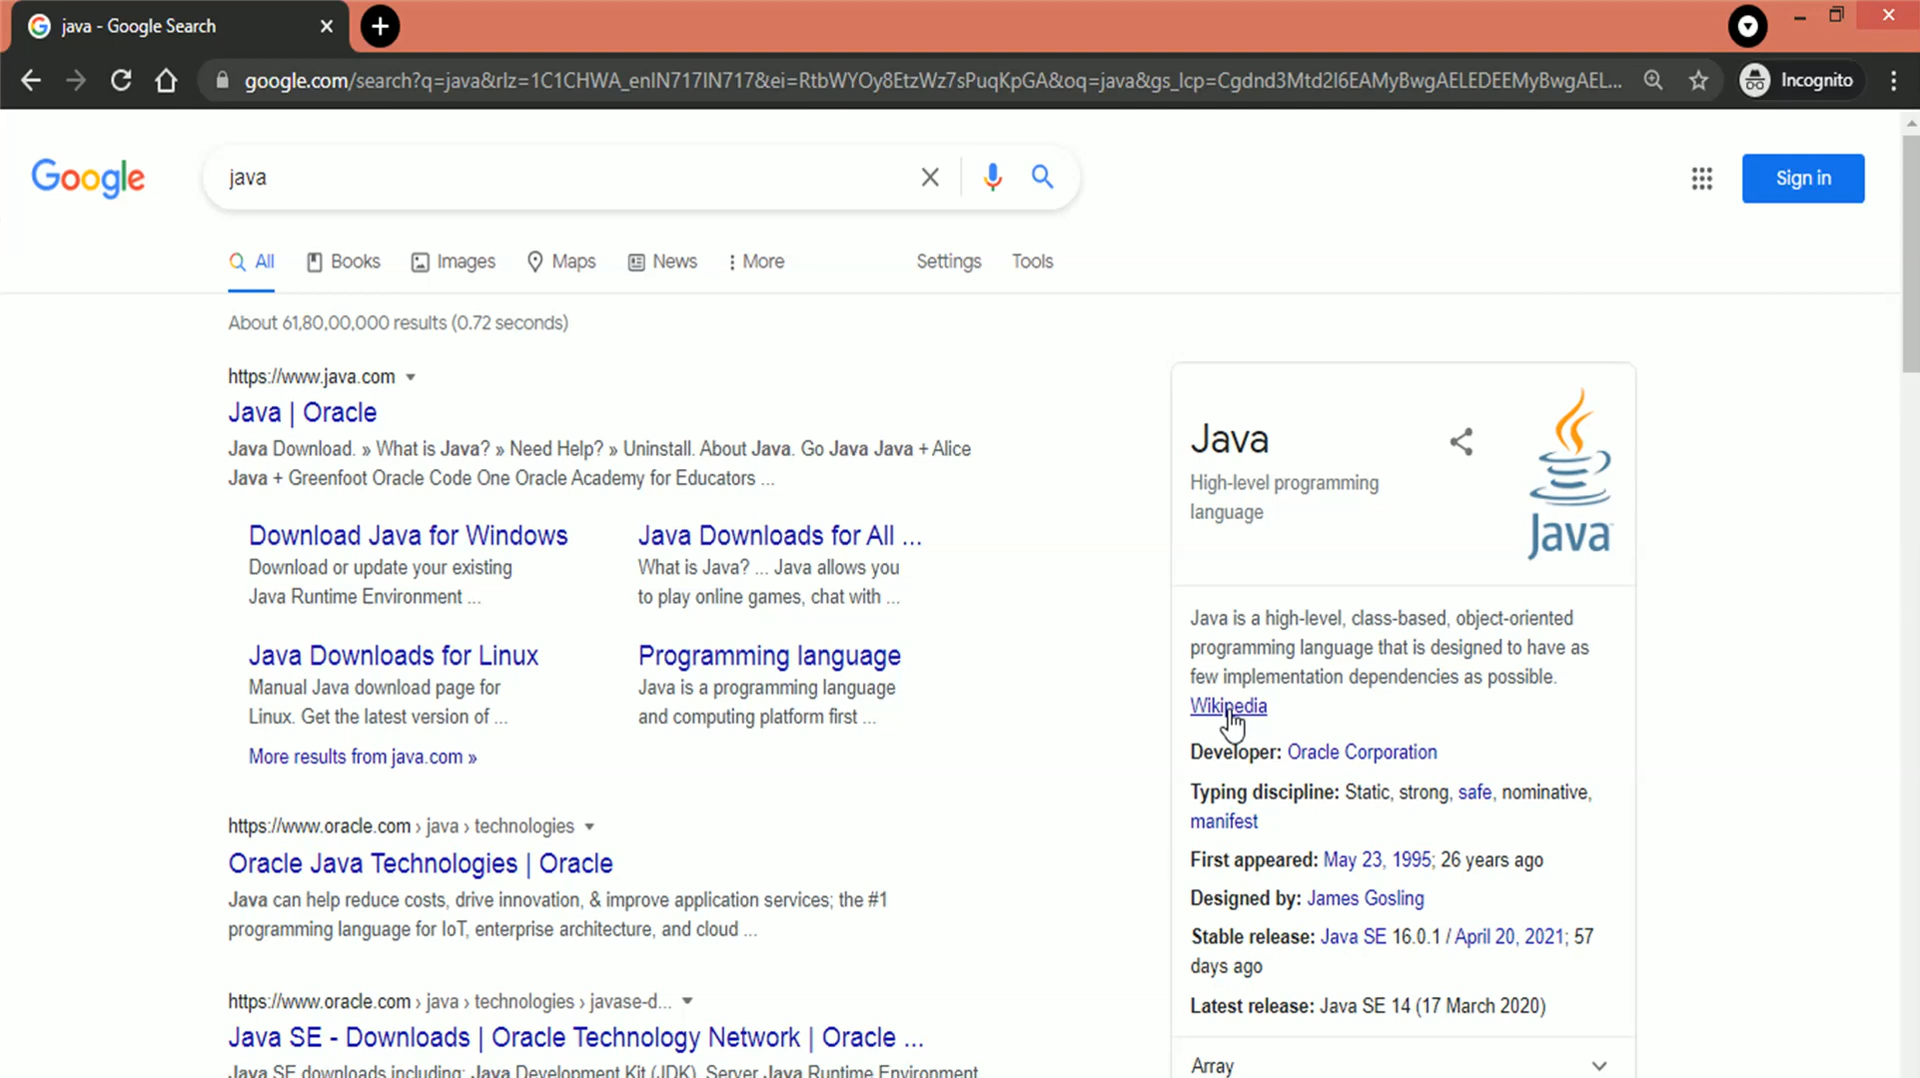 java - Google Search
google.com/search?q=java&rlz=1C1CHWA_enIN717IN717&ei=RtbWYOy8EtzWz7sPuqKpGA&oq=java&gs_lcp=Cgdnd3Mtd2l6EAMyBwgAELEDEEMyBwgAEL...
Incognito
Google
java
Sign in
All
Books
Images
Maps
News
More
Settings
Tools
About 61,80,00,000 results (0.72 seconds)
https://www.java.com
Java | Oracle
Java Download. » What is Java? » Need Help? » Uninstall. About Java. Go Java Java + Alice
Java + Greenfoot Oracle Code One Oracle Academy for Educators ...
Download Java for Windows
Download or update your existing
Java Runtime Environment ...
Java Downloads for All ...
What is Java? ... Java allows you
to play online games, chat with ...
Java Downloads for Linux
Manual Java download page for
Linux. Get the latest version of ...
Programming language
Java is a programming language
and computing platform first ...
More results from java.com »
https://www.oracle.com › java › technologies
Oracle Java Technologies | Oracle
Java can help reduce costs, drive innovation, & improve application services; the #1
programming language for IoT, enterprise architecture, and cloud ...
https://www.oracle.com › java › technologies › javase-d...
Java SE - Downloads | Oracle Technology Network | Oracle ...
Java SE downloads including: Java Development Kit (JDK), Server Java Runtime Environment
Java
High-level programming
language
Java
Java is a high-level, class-based, object-oriented
programming language that is designed to have as
few implementation dependencies as possible.
Wikipedia
Developer: Oracle Corporation
Typing discipline: Static, strong, safe, nominative,
manifest
First appeared: May 23, 1995; 26 years ago
Designed by: James Gosling
Stable release: Java SE 16.0.1 / April 20, 2021; 57
days ago
Latest release: Java SE 14 (17 March 2020)
Array